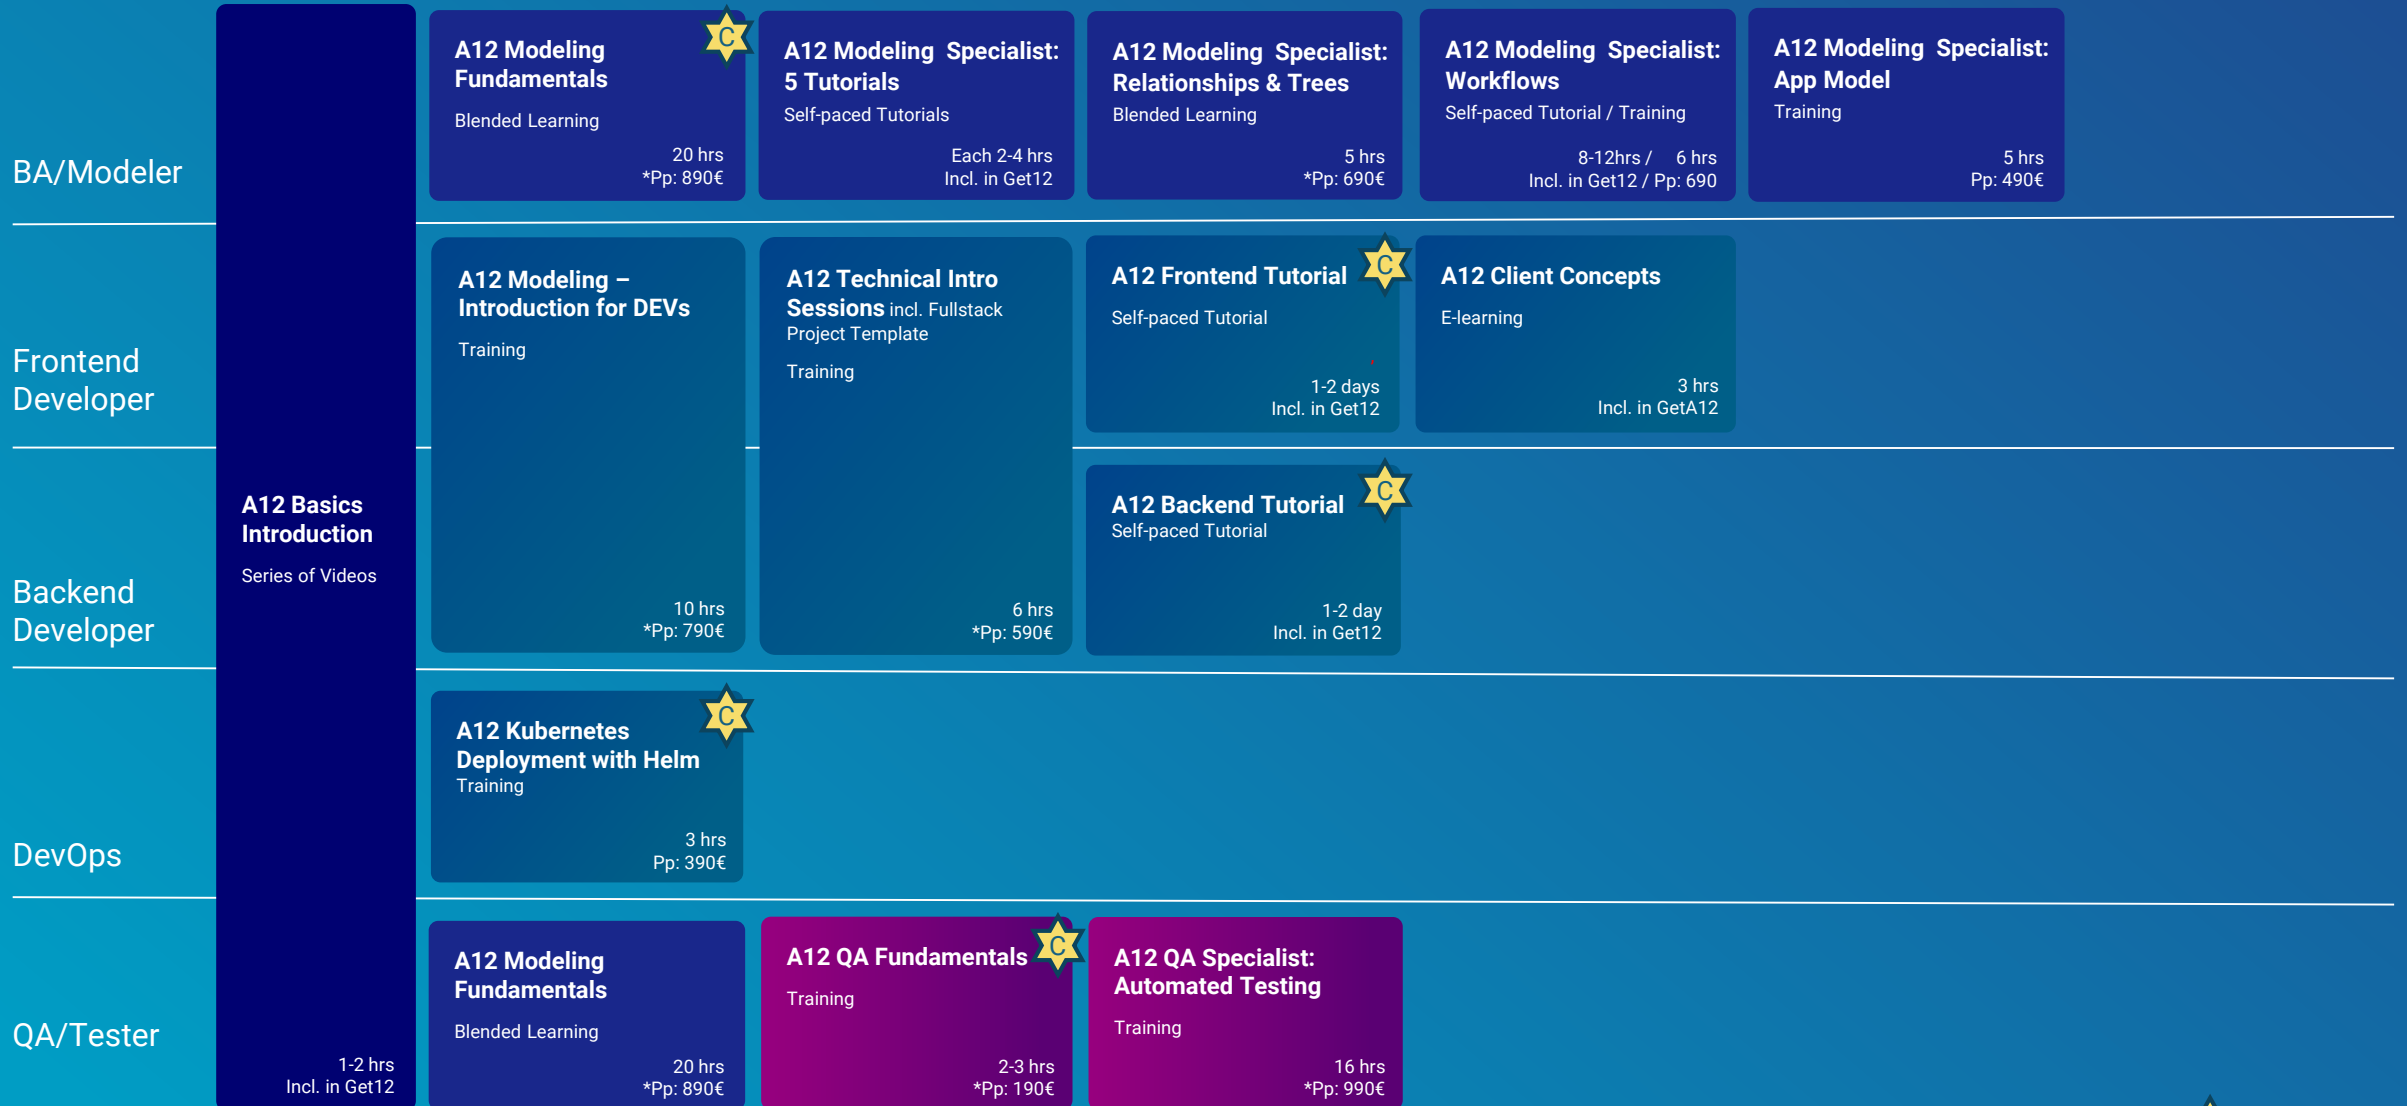 BA/Modeler
A12 Modeling
Fundamentals
C
Blended Learning
20 hrs
*Pp: 890€
A12 Modeling Specialist:
5 Tutorials
Self-paced Tutorials
Each 2-4 hrs
Incl. in Get12
A12 Modeling Specialist:
Relationships & Trees
Blended Learning
5 hrs
*Pp: 690€
A12 Modeling Specialist:
Workflows
Self-paced Tutorial / Training
8-12hrs / 6 hrs
Incl. in Get12 / Pp: 690
A12 Modeling Specialist:
App Model
Training
5 hrs
Pp: 490€
Frontend
Developer
A12 Modeling –
Introduction for DEVs
Training
10 hrs
*Pp: 790€
A12 Technical Intro
Sessions incl. Fullstack
Project Template
Training
6 hrs
*Pp: 590€
A12 Frontend Tutorial
C
Self-paced Tutorial
1-2 days
Incl. in Get12
A12 Client Concepts
E-learning
3 hrs
Incl. in GetA12
A12 Basics
Introduction
Series of Videos
1-2 hrs
Incl. in Get12
Backend
Developer
A12 Backend Tutorial
C
Self-paced Tutorial
1-2 day
Incl. in Get12
DevOps
A12 Kubernetes
Deployment with Helm
C
Training
3 hrs
Pp: 390€
QA/Tester
A12 Modeling
Fundamentals
Blended Learning
20 hrs
*Pp: 890€
A12 QA Fundamentals
C
Training
2-3 hrs
*Pp: 190€
A12 QA Specialist:
Automated Testing
Training
16 hrs
*Pp: 990€